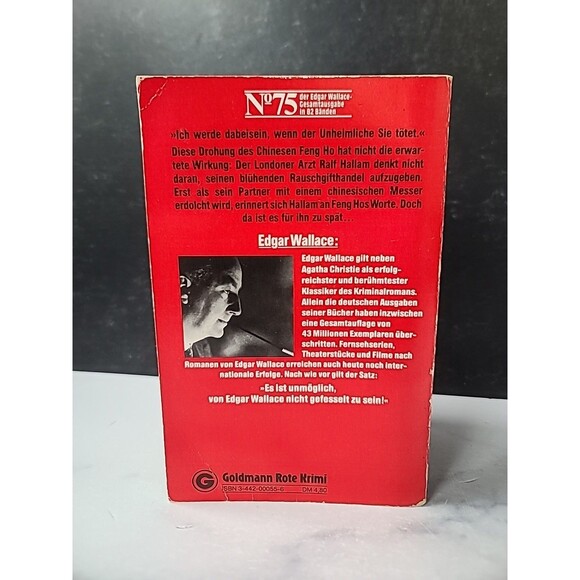 Nº75 der Edgar Wallace-
Gesamtausgabe
in 82 Bänden
»Ich werde dabeisein, wenn der Unheimliche Sie tötet.«
Diese Drohung des Chinesen Feng Ho hat nicht die erwar-
tete Wirkung: Der Londoner Arzt Ralf Hallam denkt nicht
daran, seinen blühenden Rauschgifthandel aufzugeben.
Erst als sein Partner mit einem chinesischen Messer
erdolcht wird, erinnert sich Hallam an Feng Hos Worte. Doch
da ist es für ihn zu spät...
Edgar Wallace:
Edgar Wallace gilt neben
Agatha Christie als erfolg-
reichster und berühmtester
Klassiker des Kriminalromans.
Allein die deutschen Ausgaben
seiner Bücher haben inzwischen
eine Gesamtauflage von
43 Millionen Exemplaren über-
schritten. Fernsehserien,
Theaterstücke und Filme nach
Romanen von Edgar Wallace erreichen auch heute noch inter-
nationale Erfolge. Nach wie vor gilt der Satz:
»Es ist unmöglich,
von Edgar Wallace nicht gefesselt zu sein!«
G Goldmann Rote Krimi
ISBN 3-442-00055-6 DM 4,80